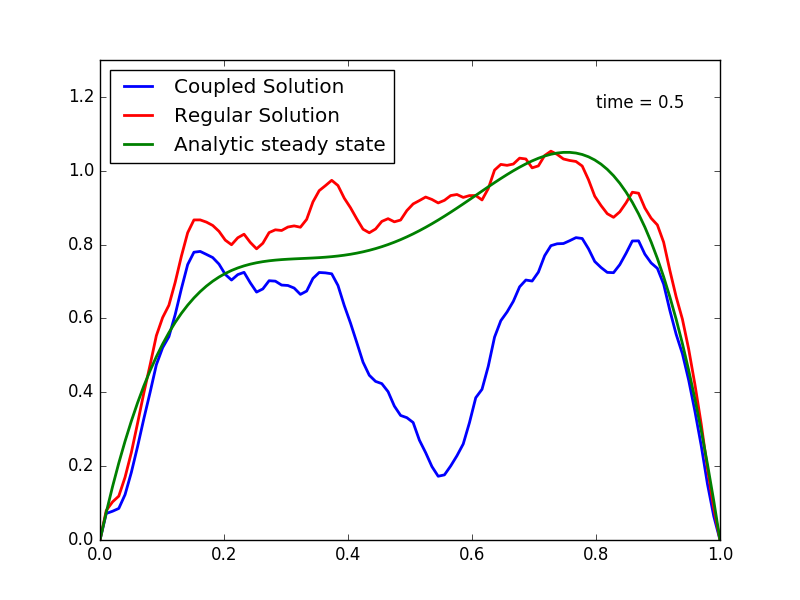 Coupled Solution
Regular Solution
Analytic steady state
time = 0.5
1.2
1.0
0.8
0.6
0.4
0.2
0.0
0.0 0.2 0.4 0.6 0.8 1.0